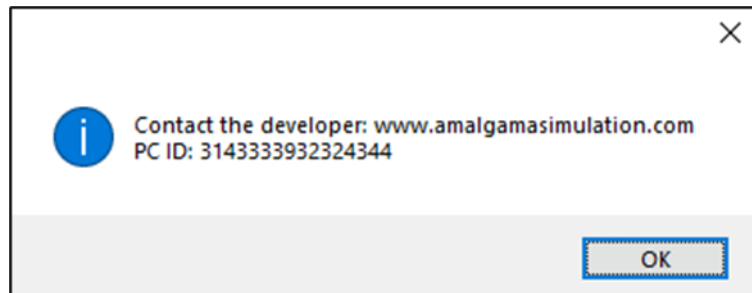 Contact the developer: www.amalgamasimulation.com
PC ID: 3143333932324344
OK